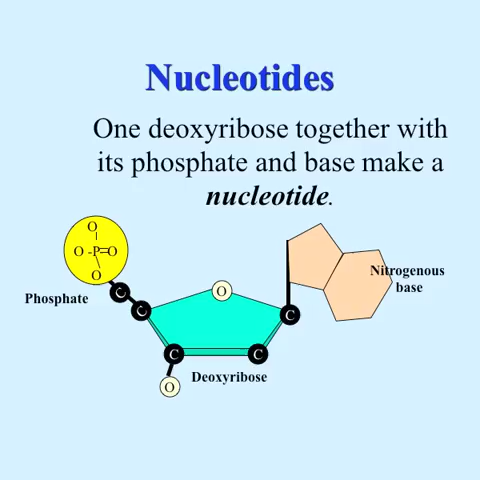 Nucleotides
One deoxyribose together with
its phosphate and base make a
nucleotide.
O
O -P=O
O
Phosphate
C
C
O
C
C
C
O
Deoxyribose
Nitrogenous
base